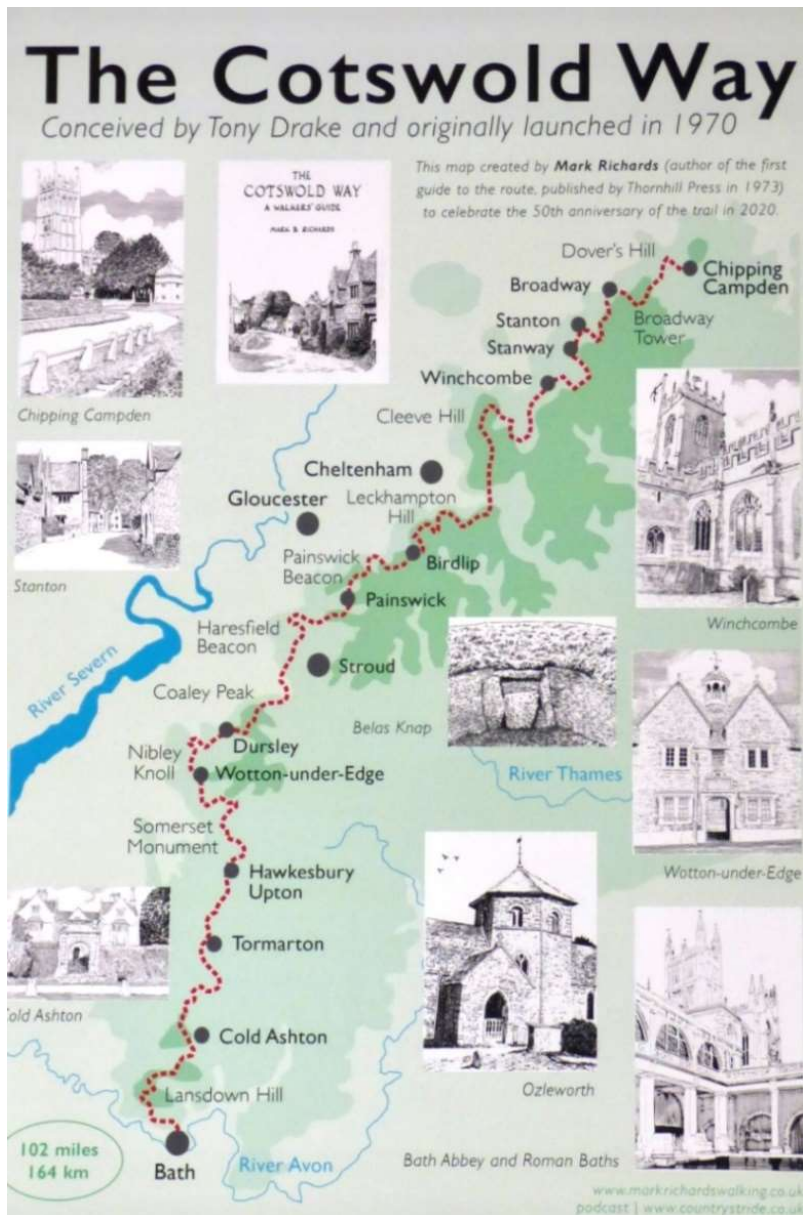 The Cotswold Way
Conceived by Tony Drake and originally launched in 1970
This map created by Mark Richards (author of the first
guide to the route, published by Thornhill Press in 1973)
to celebrate the 50th anniversary of the trail in 2020.
THE
COTSWOLD WAY
A WALKERS' GUIDE
MARK B RICHARDS
Dover's Hill
Chipping
Campden
Broadway
Broadway
Tower
Stanton
Stanway
Winchcombe
Chipping Campden
Cleeve Hill
Cheltenham
Leckhampton
Hill
Gloucester
Stanton
Painswick
Beacon
Birdlip
Painswick
Winchcombe
Haresfield
Beacon
River Severn
Stroud
Coaley Peak
Belas Knap
Dursley
Nibley
Knoll
Wotton-under-Edge
River Thames
Somerset
Monument
Hawkesbury
Upton
Wotton-under-Edge
Tormarton
old Ashton
Cold Ashton
Lansdown Hill
Ozleworth
102 miles
164 km
Bath
River Avon
Bath Abbey and Roman Baths
www.markrichardswalking.co.uk
podcast | www.countrystride.co.uk